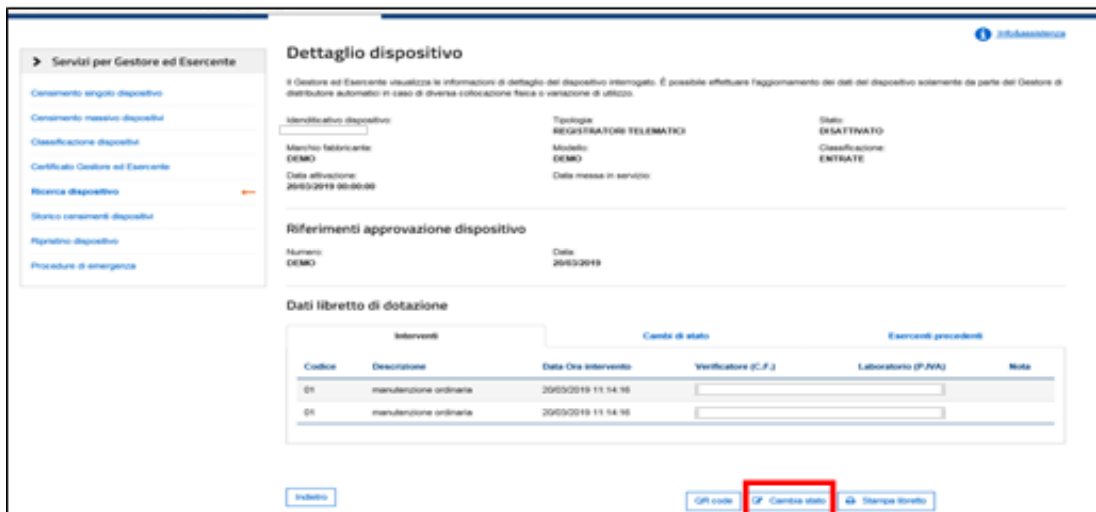 Info&assistenza
Servizi per Gestore ed Esercente
Censimento singolo dispositivo
Censimento massivo dispositivi
Classificazione dispositivi
Certificato Gestore ed Esercente
Ricerca dispositivo
Storico censimenti dispositivi
Ripristino dispositivo
Procedure di emergenza
Dettaglio dispositivo
Il Gestore ed Esercente visualizza le informazioni di dettaglio del dispositivo interrogato. É possibile effettuare l'aggiornamento dei dati del dispositivo solamente da parte del Gestore di
distributore automatici in caso di diversa collocazione fisica o variazione di utilizzo.
Identificativo dispositivo: Tipologia: Stato:
REGISTRATORI TELEMATICI DISATTIVATO
Marchio fabbricante: Modello: Classificazione:
DEMO DEMO ENTRATE
Data attivazione: Data messa in servizio:
20/03/2019 00:00:00
Riferimenti approvazione dispositivo
Numero: Data:
DEMO 20/03/2019
Dati libretto di dotazione
Interventi Cambi di stato Esercenti precedenti
Codice Descrizione Data Ora intervento Verificatore (C.F.) Laboratorio (P.IVA) Nota
01 manutenzione ordinaria 20/03/2019 11:14:16
01 manutenzione ordinaria 20/03/2019 11:14:16
Indietro QR code Cambia stato Stampa libretto